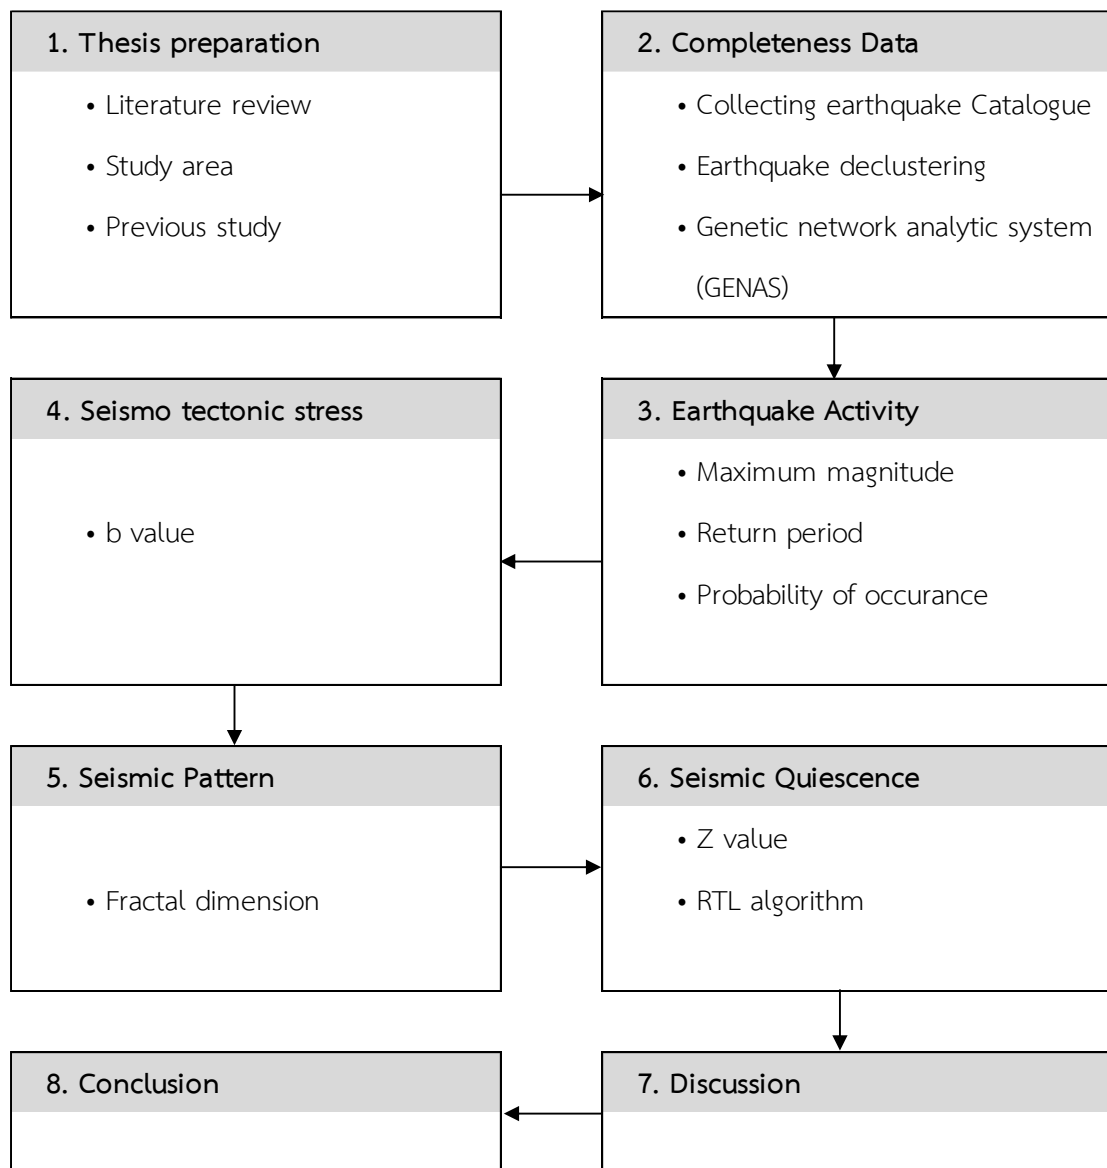 1. Thesis preparation
• Literature review
• Study area
• Previous study
2. Completeness Data
• Collecting earthquake Catalogue
• Earthquake declustering
• Genetic network analytic system
(GENAS)
3. Earthquake Activity
• Maximum magnitude
• Return period
• Probability of occurance
4. Seismo tectonic stress
• b value
5. Seismic Pattern
• Fractal dimension
6. Seismic Quiescence
• Z value
• RTL algorithm
7. Discussion
8. Conclusion